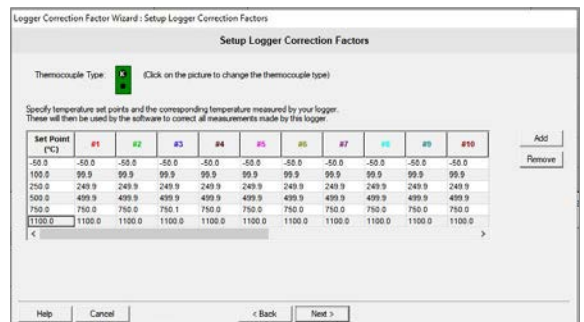 Logger Correction Factor Wizard : Setup Logger Correction Factors
Setup Logger Correction Factors
Thermocouple Type: K (Click on the picture to change the thermocouple type)
Specify temperature set points and the corresponding temperature measured by your logger.
These will then be used by the software to correct all measurements made by this logger.
Set Point (°C) #1 #2 #3 #4 #5 #6 #7 #8 #9 #10
-50.0 -50.0 -50.0 -50.0 -50.0 -50.0 -50.0 -50.0 -50.0 -50.0 -50.0
100.0 99.9 99.9 99.9 99.9 99.9 99.9 99.9 99.9 99.9 99.9
250.0 249.9 249.9 249.9 249.9 249.9 249.9 249.9 249.9 249.9 249.9
500.0 499.9 499.9 499.9 499.9 499.9 499.9 499.9 499.9 499.9 499.9
750.0 750.0 750.0 750.1 750.0 750.0 750.0 750.0 750.0 750.0 750.0
1100.0 1100.0 1100.0 1100.0 1100.0 1100.0 1100.0 1100.0 1100.0 1100.0 1100.0
Add
Remove
Help Cancel < Back Next >